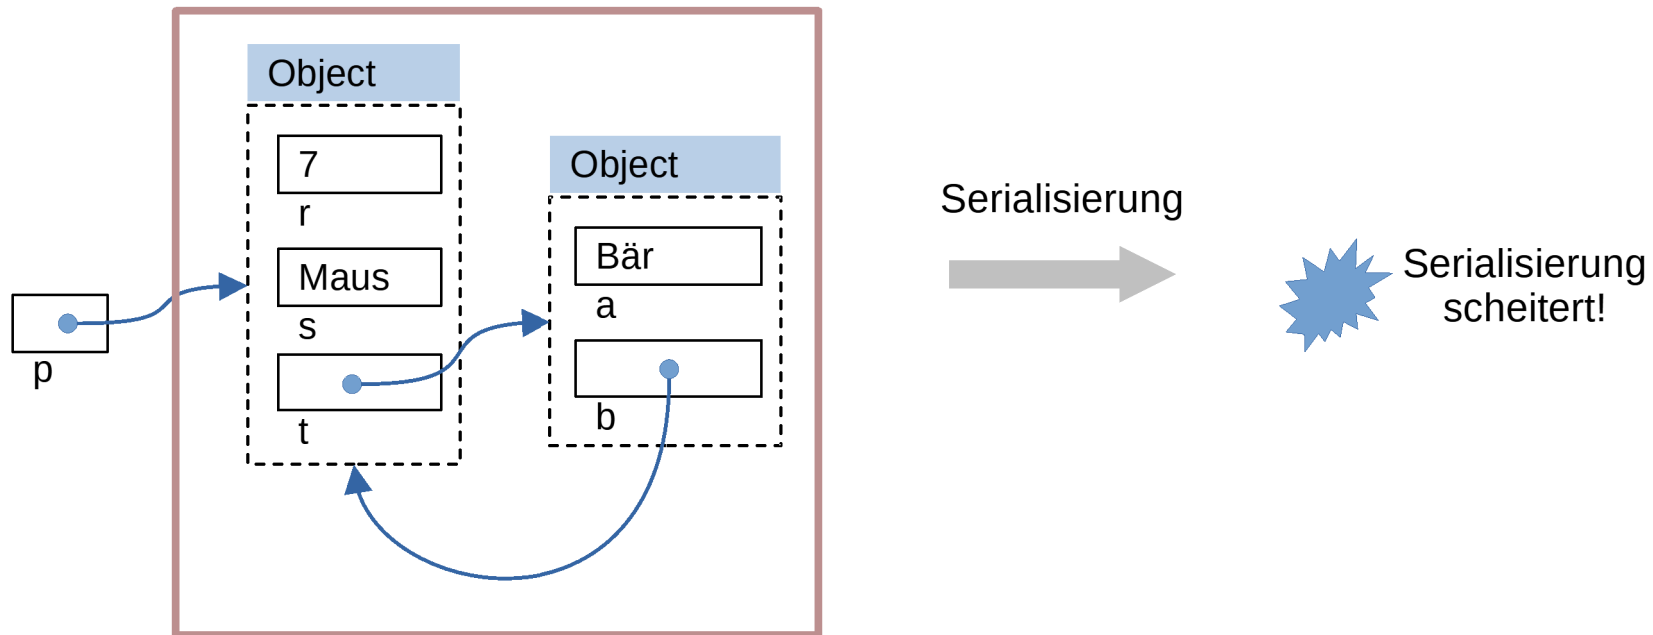 Object
7
r
Maus
s
t
p
Object
Bär
a
b
Serialisierung
Serialisierung
scheitert!